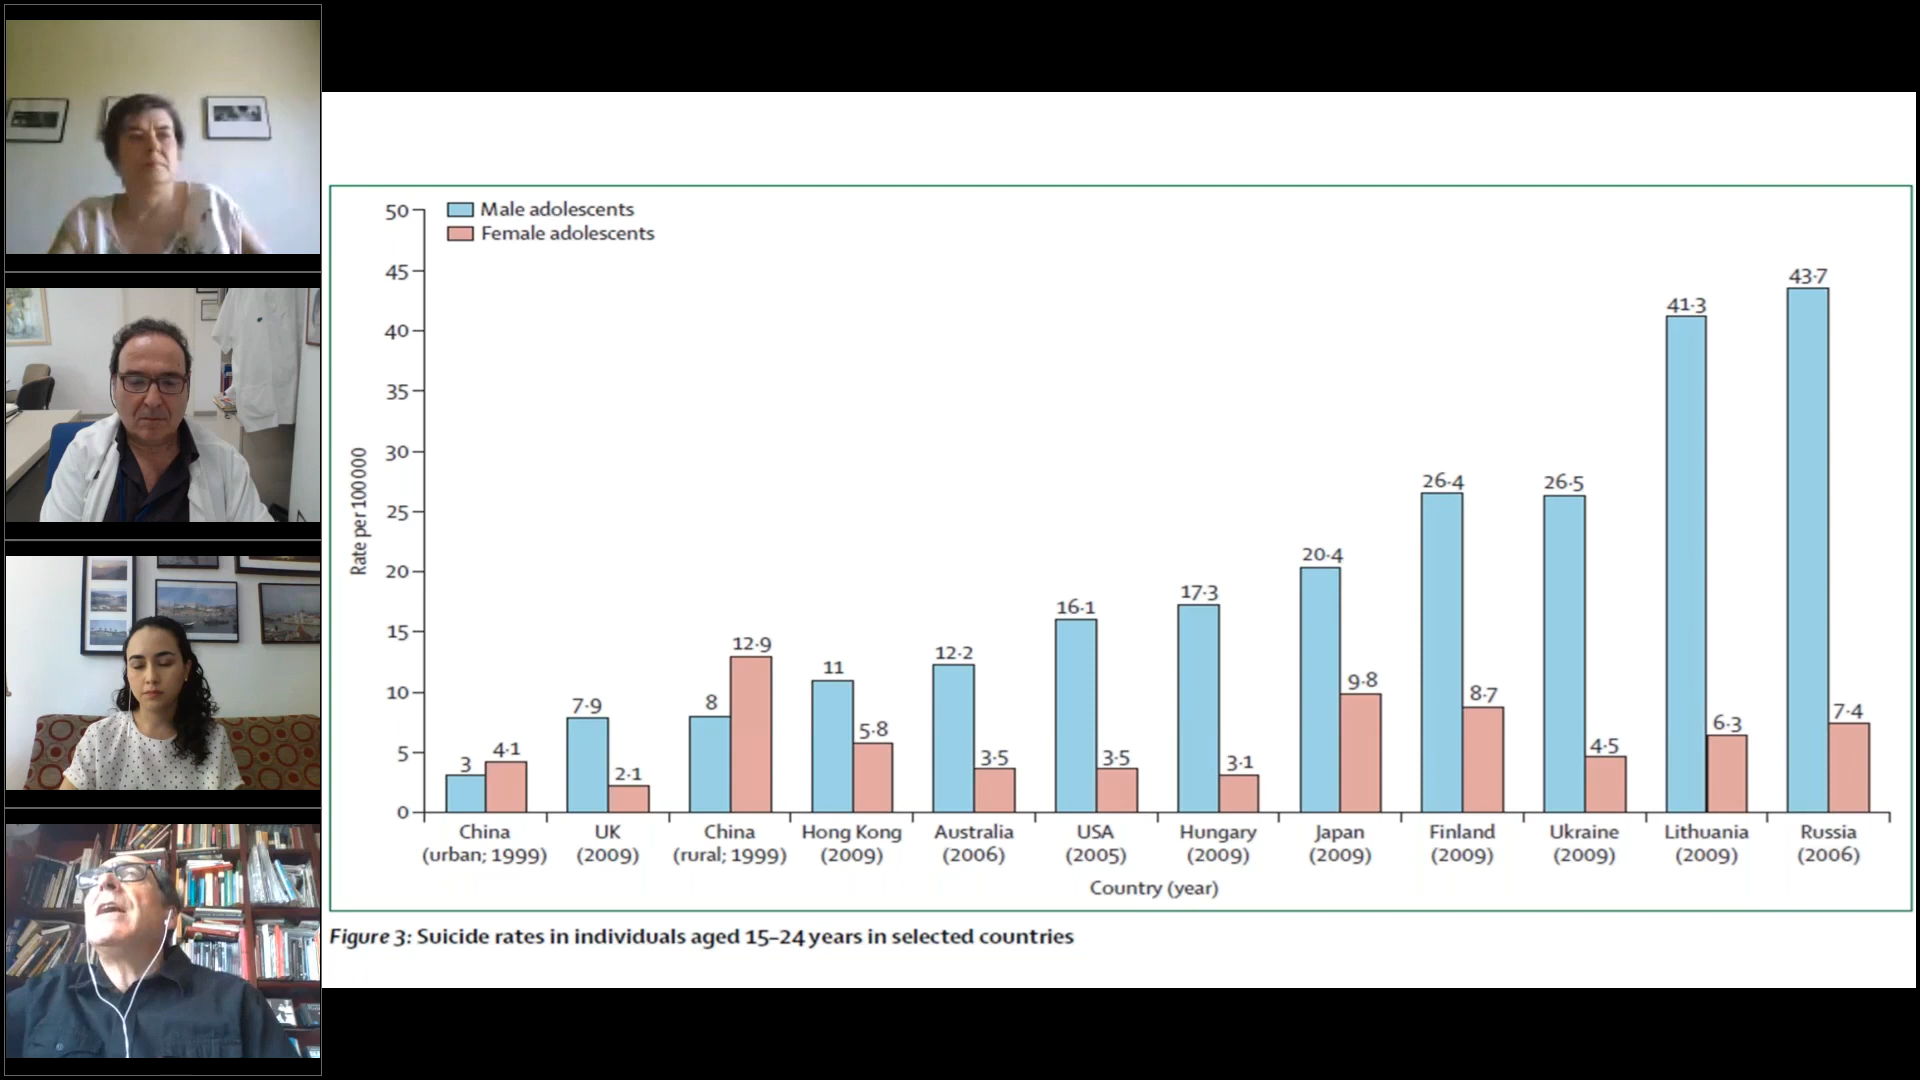 Male adolescents
Female adolescents
50
45
40
35
30
25
20
15
10
5
0
Rate per 100 000
3
4·1
7·9
2·1
8
12·9
11
5·8
12·2
3·5
16·1
3·5
17·3
3·1
20·4
9·8
26·4
8·7
26·5
4·5
41·3
6·3
43·7
7·4
China
(urban; 1999)
UK
(2009)
China
(rural; 1999)
Hong Kong
(2009)
Australia
(2006)
USA
(2005)
Hungary
(2009)
Japan
(2009)
Finland
(2009)
Ukraine
(2009)
Lithuania
(2009)
Russia
(2006)
Country (year)
Figure 3: Suicide rates in individuals aged 15–24 years in selected countries